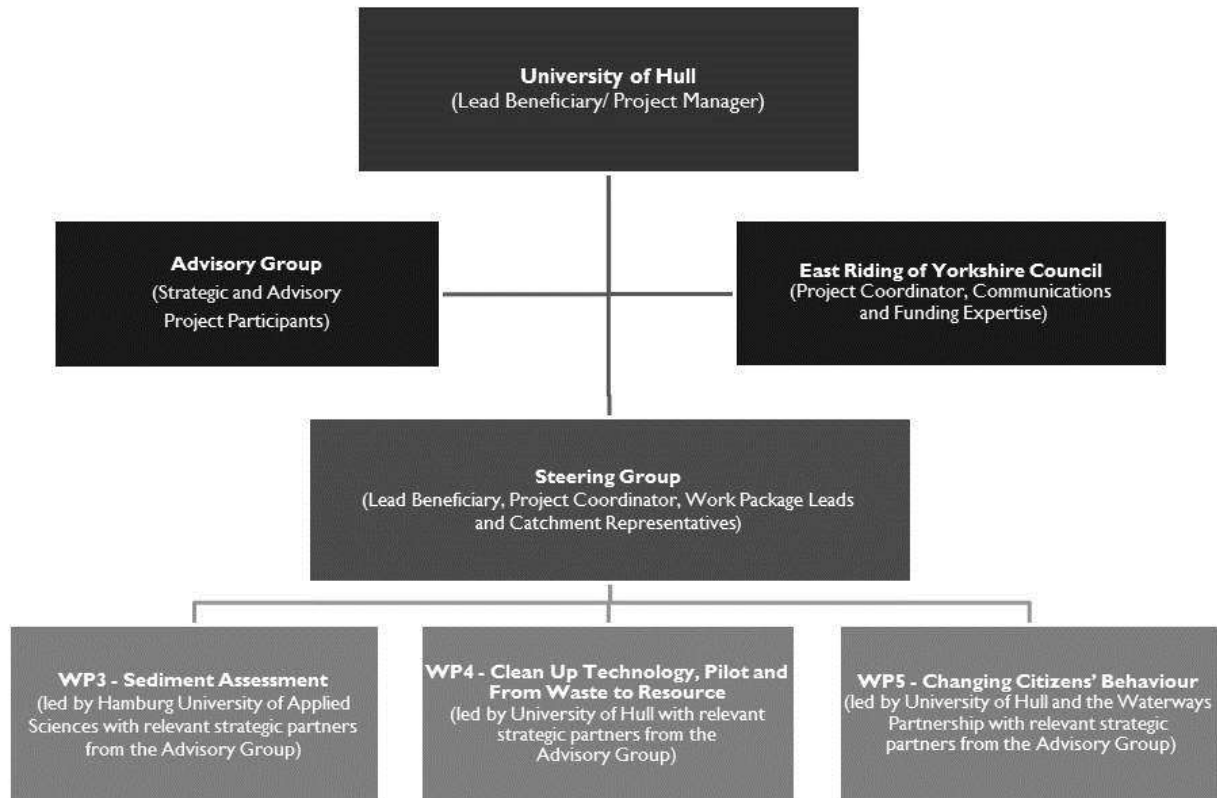 University of Hull
(Lead Beneficiary/ Project Manager)
Advisory Group
(Strategic and Advisory
Project Participants)
East Riding of Yorkshire Council
(Project Coordinator, Communications
and Funding Expertise)
Steering Group
(Lead Beneficiary, Project Coordinator, Work Package Leads
and Catchment Representatives)
WP3 - Sediment Assessment
(led by Hamburg University of Applied
Sciences with relevant strategic partners
from the Advisory Group)
WP4 - Clean Up Technology, Pilot and
From Waste to Resource
(led by University of Hull with relevant
strategic partners from the
Advisory Group)
WP5 - Changing Citizens' Behaviour
(led by University of Hull and the Waterways
Partnership with relevant strategic
partners from the Advisory Group)